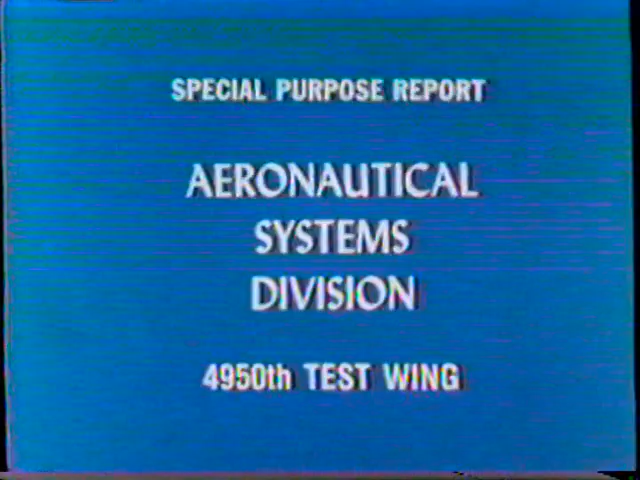 SPECIAL PURPOSE REPORT
AERONAUTICAL
SYSTEMS
DIVISION
4950th TEST WING